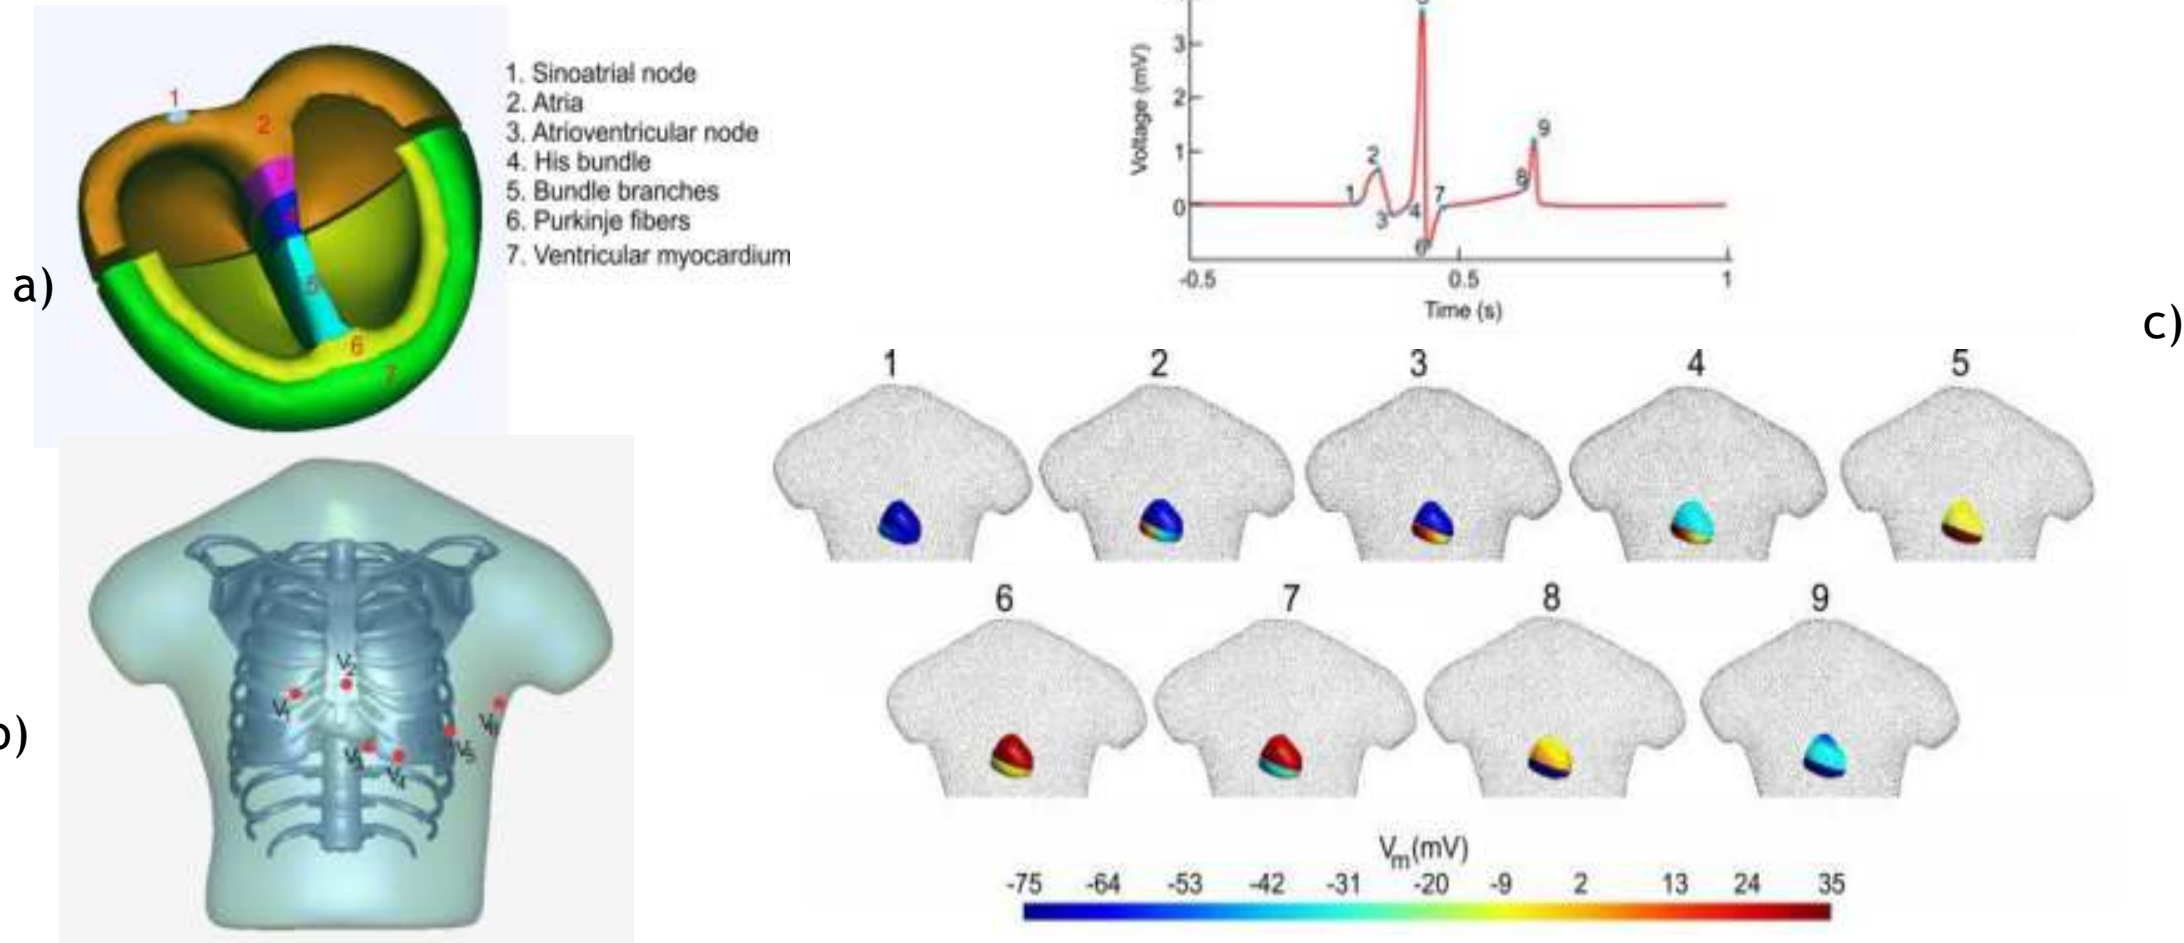 a)
1
2
3
4
5
6
7
1. Sinoatrial node
2. Atria
3. Atrioventricular node
4. His bundle
5. Bundle branches
6. Purkinje fibers
7. Ventricular myocardium
V1
V2
V3
V4
V5
V6
Voltage (mV)
3
2
1
0
1
2
3
4
6
7
8
9
-0.5
0.5
1
Time (s)
c)
1
2
3
4
5
6
7
8
9
Vm(mV)
-75 -64 -53 -42 -31 -20 -9 2 13 24 35